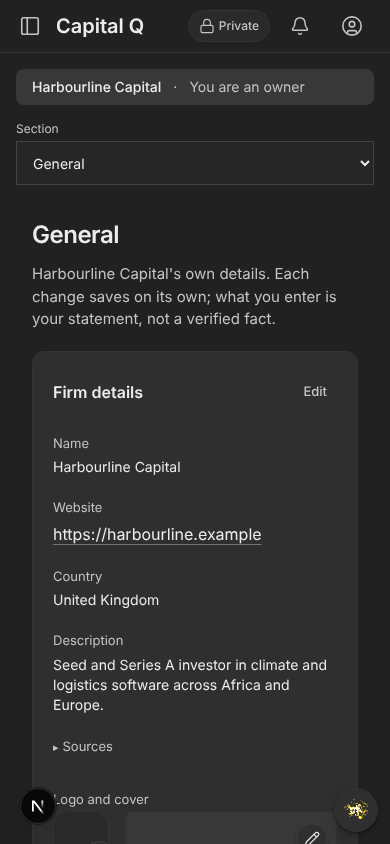 Capital Q
Private
Harbourline Capital · You are an owner
Section
General
General
Harbourline Capital's own details. Each
change saves on its own; what you enter is
your statement, not a verified fact.
Firm details
Edit
Name
Harbourline Capital
Website
https://harbourline.example
Country
United Kingdom
Description
Seed and Series A investor in climate and
logistics software across Africa and
Europe.
▸ Sources
Logo and cover
N